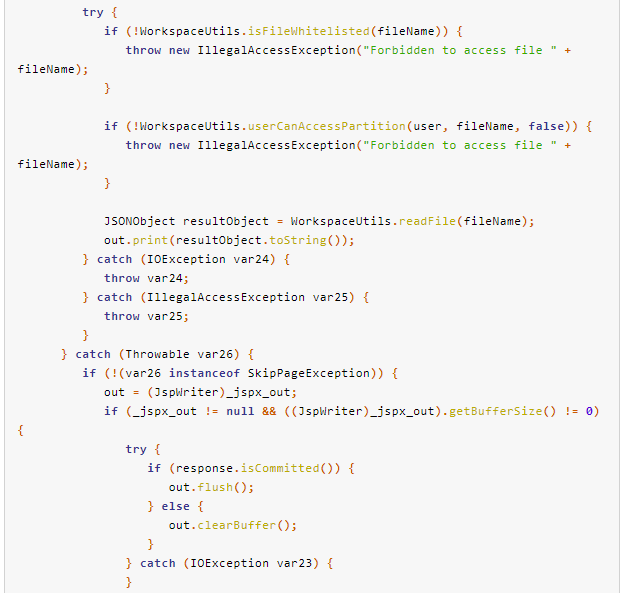 try {
if (!WorkspaceUtils.isFileWhitelisted(fileName)) {
throw new IllegalAccessException("Forbidden to access file " +
fileName);
}
if (!WorkspaceUtils.userCanAccessPartition(user, fileName, false)) {
throw new IllegalAccessException("Forbidden to access file " +
fileName);
}
JSONObject resultObject = WorkspaceUtils.readFile(fileName);
out.print(resultObject.toString());
} catch (IOException var24) {
throw var24;
} catch (IllegalAccessException var25) {
throw var25;
}
} catch (Throwable var26) {
if (!(var26 instanceof SkipPageException)) {
out = (JspWriter)_jspx_out;
if (_jspx_out != null && ((JspWriter)_jspx_out).getBufferSize() != 0)
{
try {
if (response.isCommitted()) {
out.flush();
} else {
out.clearBuffer();
}
} catch (IOException var23) {
}